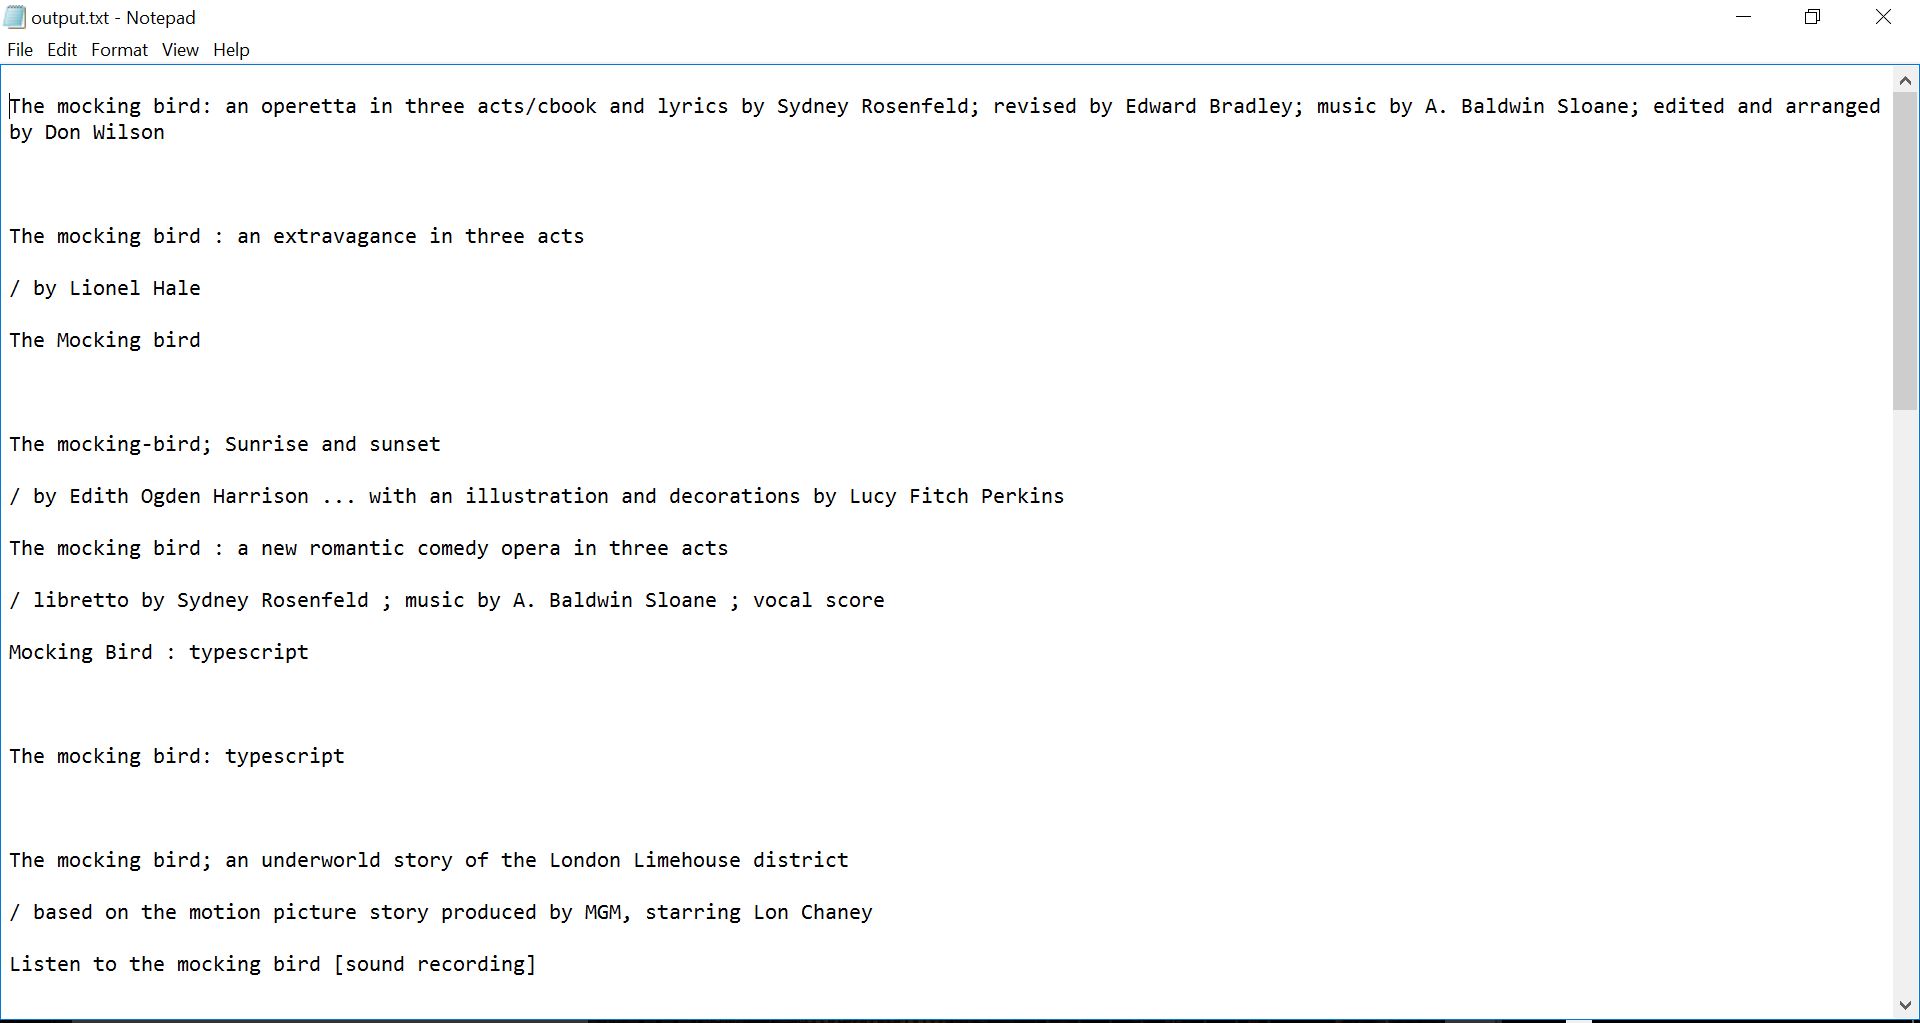 output.txt - Notepad
File Edit Format View Help
The mocking bird: an operetta in three acts/cbook and lyrics by Sydney Rosenfeld; revised by Edward Bradley; music by A. Baldwin Sloane; edited and arranged
by Don Wilson
The mocking bird : an extravagance in three acts
/ by Lionel Hale
The Mocking bird
The mocking-bird; Sunrise and sunset
/ by Edith Ogden Harrison ... with an illustration and decorations by Lucy Fitch Perkins
The mocking bird : a new romantic comedy opera in three acts
/ libretto by Sydney Rosenfeld ; music by A. Baldwin Sloane ; vocal score
Mocking Bird : typescript
The mocking bird: typescript
The mocking bird; an underworld story of the London Limehouse district
/ based on the motion picture story produced by MGM, starring Lon Chaney
Listen to the mocking bird [sound recording]